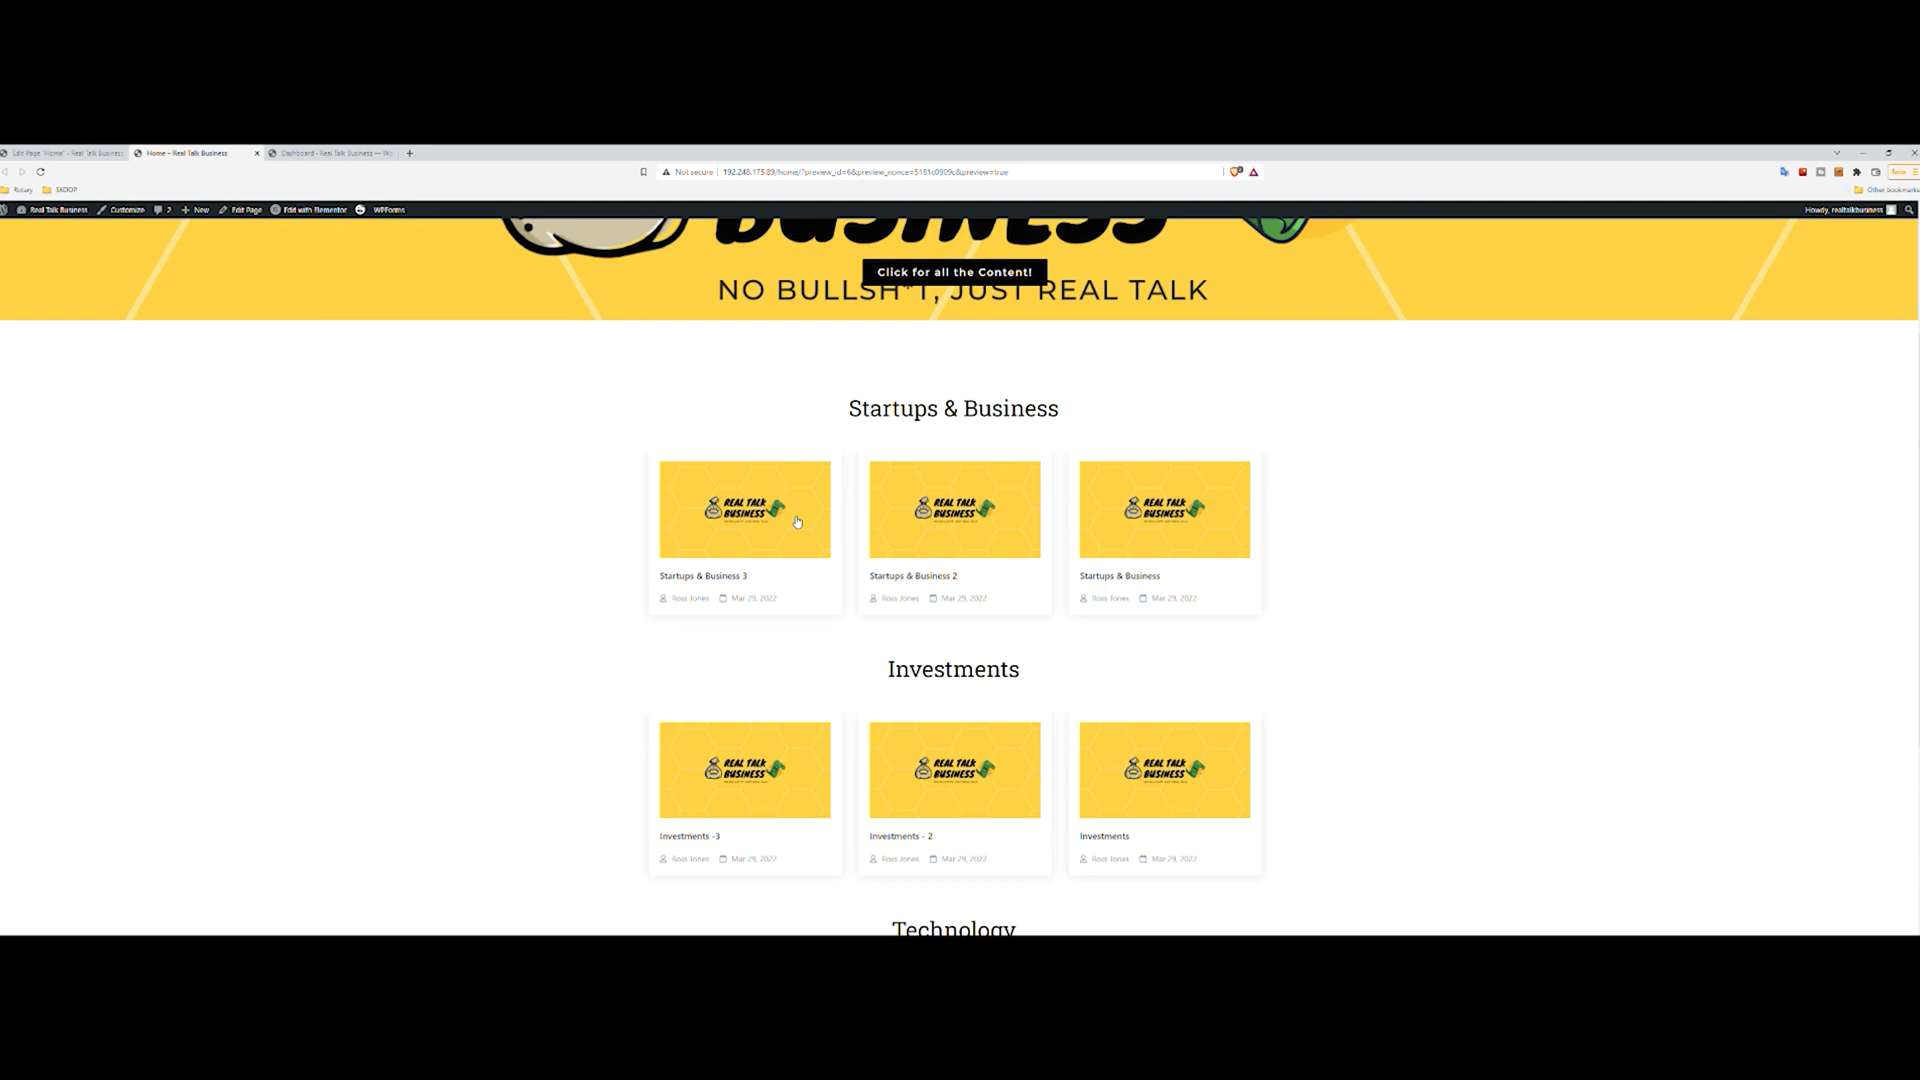 Edit Page "Home" - Real Talk Business
Home – Real Talk Business
Dashboard ‹ Real Talk Business — Wo
Not secure
192.248.175.89/home/?preview_id=6&preview_nonce=5181c0909c&preview=true
Error
Rotary
SKOOP
Other bookmarks
Real Talk Business
Customize
2
New
Edit Page
Edit with Elementor
WPForms
Howdy, realtalkbusiness
BUSINESS
Click for all the Content!
NO BULLSH*T, JUST REAL TALK
Startups & Business
REAL TALK
BUSINESS
REAL TALK
BUSINESS
REAL TALK
BUSINESS
Startups & Business 3
Startups & Business 2
Startups & Business
Ross Jones Mar 29, 2022
Ross Jones Mar 29, 2022
Ross Jones Mar 29, 2022
Investments
REAL TALK
BUSINESS
REAL TALK
BUSINESS
REAL TALK
BUSINESS
Investments -3
Investments - 2
Investments
Ross Jones Mar 29, 2022
Ross Jones Mar 29, 2022
Ross Jones Mar 29, 2022
Technology